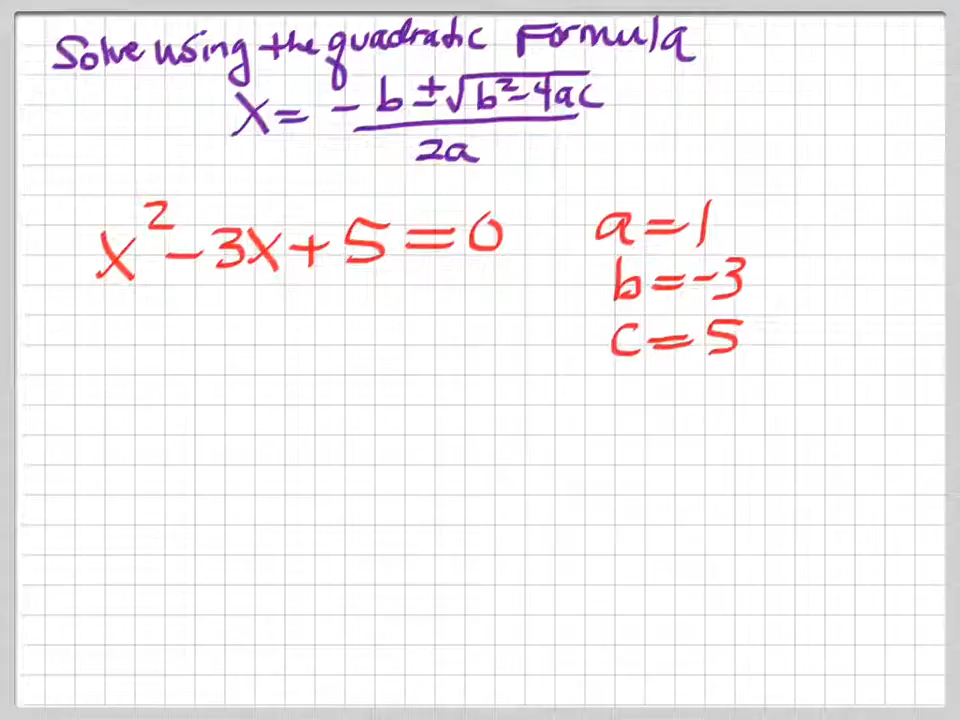 Solve using the quadratic Formula
x = -b ± √b²-4ac / 2a
x² - 3x + 5 = 0
a = 1
b = -3
c = 5